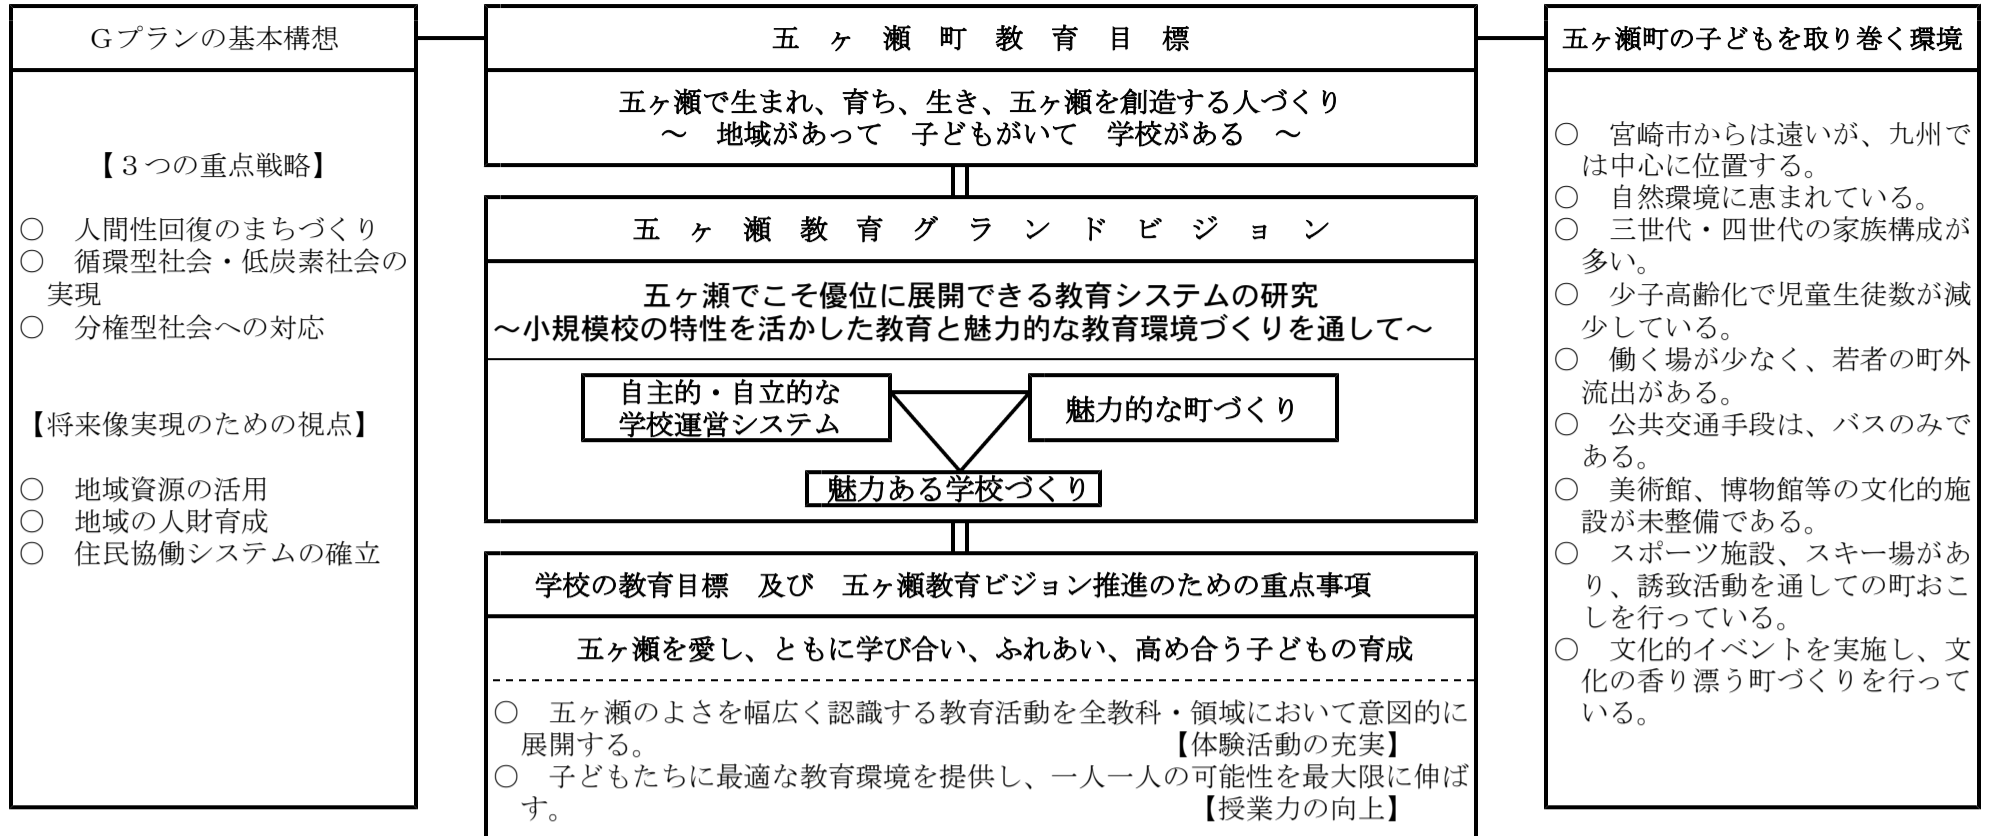 Ｇプランの基本構想
【３つの重点戦略】
○　人間性回復のまちづくり
○　循環型社会・低炭素社会の
実現
○　分権型社会への対応
【将来像実現のための視点】
○　地域資源の活用
○　地域の人財育成
○　住民協働システムの確立
五　ヶ　瀬　町　教　育　目　標
五ヶ瀬で生まれ、育ち、生き、五ヶ瀬を創造する人づくり
～　地域があって　子どもがいて　学校がある　～
五　ヶ　瀬　教　育　グ　ラ　ン　ド　ビ　ジ　ョ　ン
五ヶ瀬でこそ優位に展開できる教育システムの研究
～小規模校の特性を活かした教育と魅力的な教育環境づくりを通して～
自主的・自立的な
学校運営システム
魅力的な町づくり
魅力ある学校づくり
学校の教育目標　及び　五ヶ瀬教育ビジョン推進のための重点事項
五ヶ瀬を愛し、ともに学び合い、ふれあい、高め合う子どもの育成
○　五ヶ瀬のよさを幅広く認識する教育活動を全教科・領域において意図的に
展開する。　【体験活動の充実】
○　子どもたちに最適な教育環境を提供し、一人一人の可能性を最大限に伸ば
す。　【授業力の向上】
五ヶ瀬町の子どもを取り巻く環境
○　宮崎市からは遠いが、九州で
は中心に位置する。
○　自然環境に恵まれている。
○　三世代・四世代の家族構成が
多い。
○　少子高齢化で児童生徒数が減
少している。
○　働く場が少なく、若者の町外
流出がある。
○　公共交通手段は、バスのみで
ある。
○　美術館、博物館等の文化的施
設が未整備である。
○　スポーツ施設、スキー場があ
り、誘致活動を通しての町おこ
しを行っている。
○　文化的イベントを実施し、文
化の香り漂う町づくりを行って
いる。